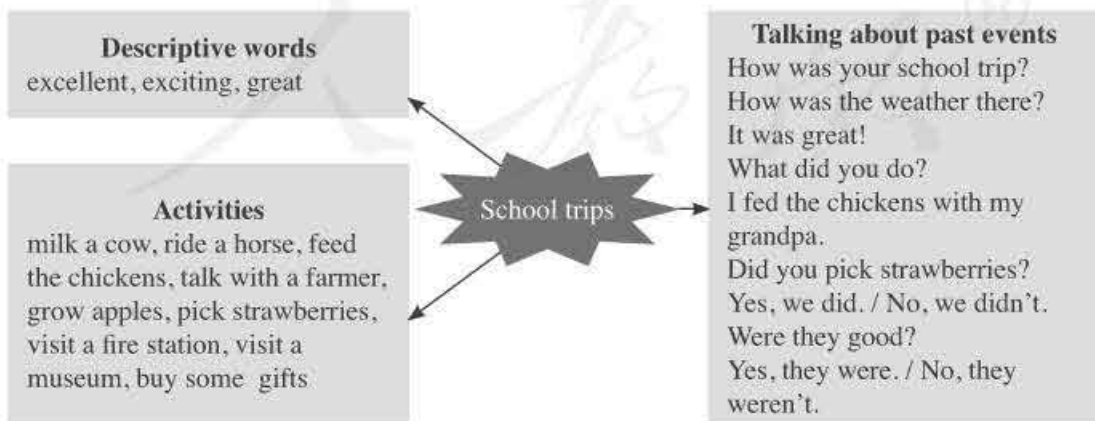 Descriptive words
excellent, exciting, great
Activities
milk a cow, ride a horse, feed
the chickens, talk with a farmer,
grow apples, pick strawberries,
visit a fire station, visit a
museum, buy some gifts
School trips
Talking about past events
How was your school trip?
How was the weather there?
It was great!
What did you do?
I fed the chickens with my
grandpa.
Did you pick strawberries?
Yes, we did. / No, we didn't.
Were they good?
Yes, they were. / No, they
weren't.